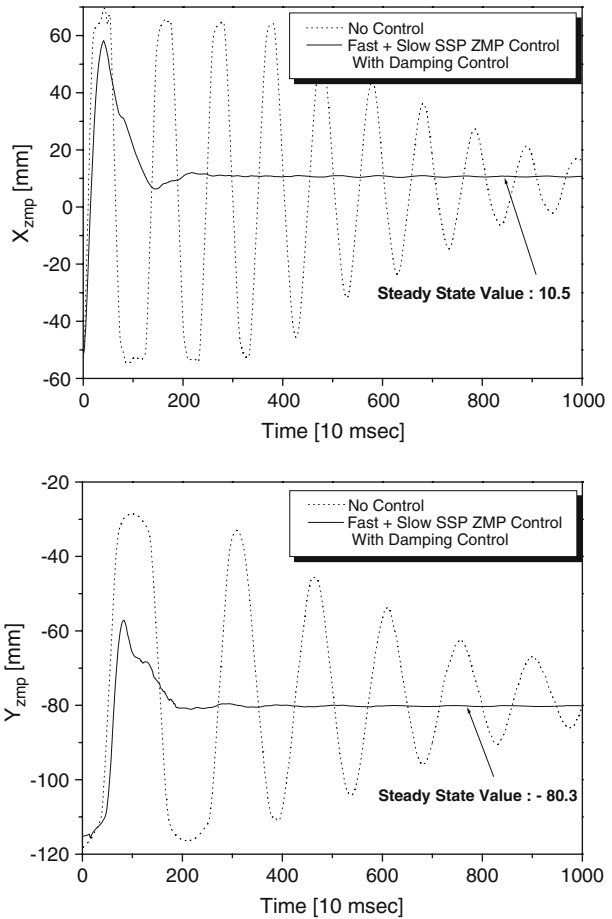 No Control
Fast + Slow SSP ZMP Control
With Damping Control
60
40
20
0
-20
-40
-60
X_zmp [mm]
Steady State Value : 10.5
0 200 400 600 800 1000
Time [10 msec]
No Control
Fast + Slow SSP ZMP Control
With Damping Control
-20
-40
-60
-80
-100
-120
Y_zmp [mm]
Steady State Value : - 80.3
0 200 400 600 800 1000
Time [10 msec]